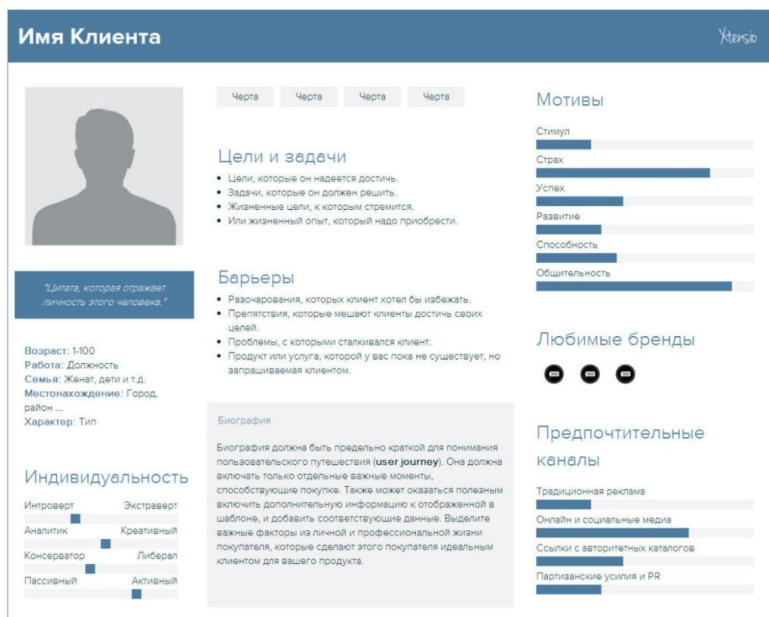 Имя Клиента
Xtensio
"Цитата, которая отражает
личность этого человека."
Возраст: 1-100
Работа: Должность
Семья: Женат, дети и т.д.
Местонахождение: Город,
район ...
Характер: Тип
Индивидуальность
Интроверт Экстраверт
Аналитик Креативный
Консерватор Либерал
Пассивный Активный
Черта Черта Черта Черта
Цели и задачи
• Цели, которые он надеется достичь.
• Задачи, которые он должен решить.
• Жизненные цели, к которым стремится.
• Или жизненный опыт, который надо приобрести.
Барьеры
• Разочарования, которых клиент хотел бы избежать.
• Препятствия, которые мешают клиенты достичь своих
целей.
• Проблемы, с которыми сталкивался клиент.
• Продукт или услуга, которой у вас пока не существует, но
запрашиваемая клиентом.
Биография
Биография должна быть предельно краткой для понимания
пользовательского путешествия (user journey). Она должна
включать только отдельные важные моменты,
способствующие покупке. Также может оказаться полезным
включить дополнительную информацию к отображенной в
шаблоне, и добавить соответствующие данные. Выделите
важные факторы из личной и профессиональной жизни
покупателя, которые сделают этого покупателя идеальным
клиентом для вашего продукта.
Мотивы
Стимул
Страх
Успех
Развитие
Способность
Общительность
Любимые бренды
Предпочтительные
каналы
Традиционная реклама
Онлайн и социальные медиа
Ссылки с авторитетных каталогов
Партизанские усилия и PR